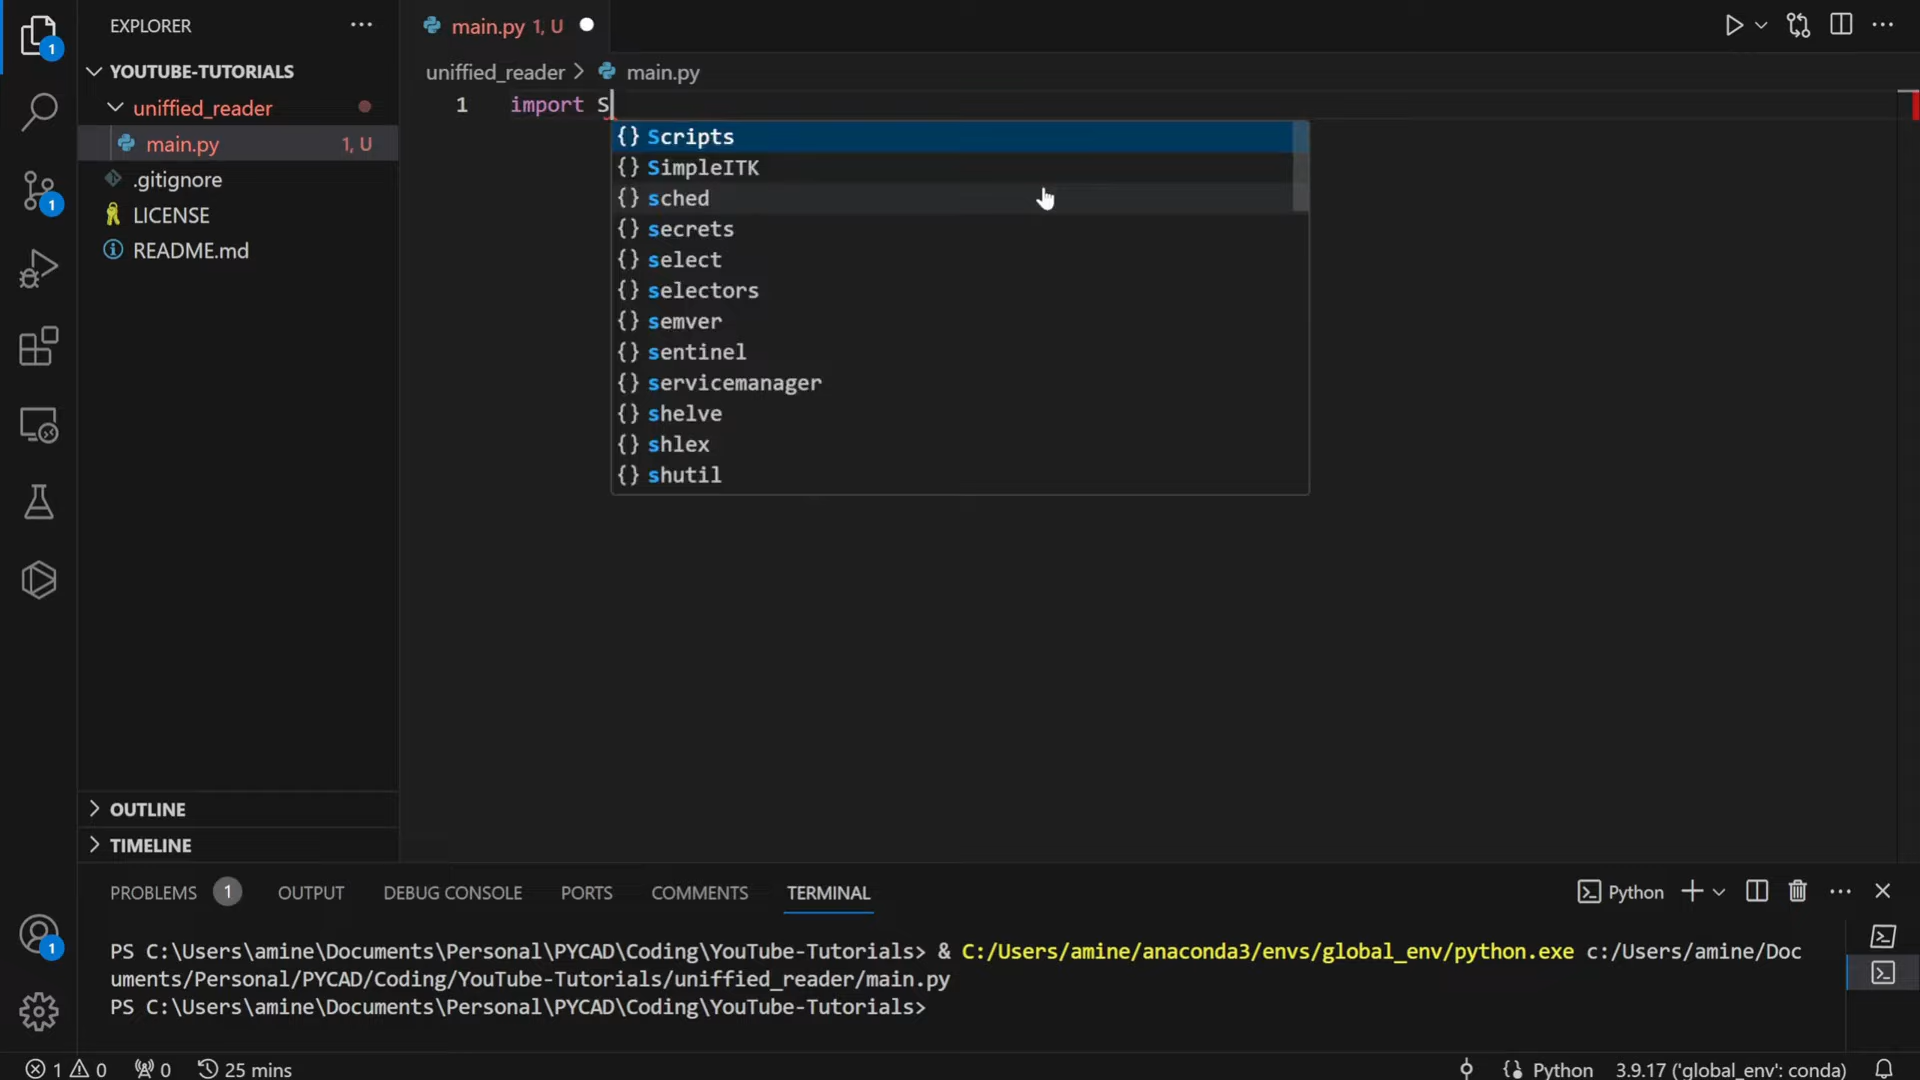 EXPLORER
YOUTUBE-TUTORIALS
uniffied_reader
main.py 1, U
.gitignore
LICENSE
README.md
OUTLINE
TIMELINE
1
1
1
main.py 1, U
uniffied_reader > main.py
1 import S
{} Scripts
{} SimpleITK
{} sched
{} secrets
{} select
{} selectors
{} semver
{} sentinel
{} servicemanager
{} shelve
{} shlex
{} shutil
PROBLEMS 1 OUTPUT DEBUG CONSOLE PORTS COMMENTS TERMINAL
Python
PS C:\Users\amine\Documents\Personal\PYCAD\Coding\YouTube-Tutorials> & C:/Users/amine/anaconda3/envs/global_env/python.exe c:/Users/amine/Doc
uments/Personal/PYCAD/Coding/YouTube-Tutorials/uniffied_reader/main.py
PS C:\Users\amine\Documents\Personal\PYCAD\Coding\YouTube-Tutorials>
1 0 0 25 mins
Python 3.9.17 ('global_env': conda)